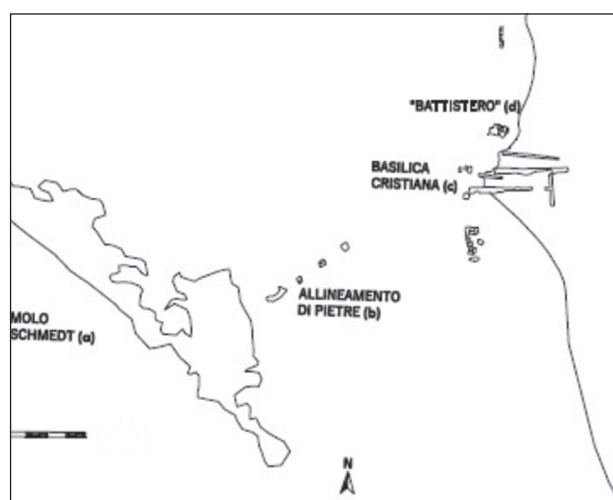 "BATTISTERO" (d)
BASILICA
CRISTIANA (c)
ALLINEAMENTO
DI PIETRE (b)
MOLO
SCHMEDT (a)
N